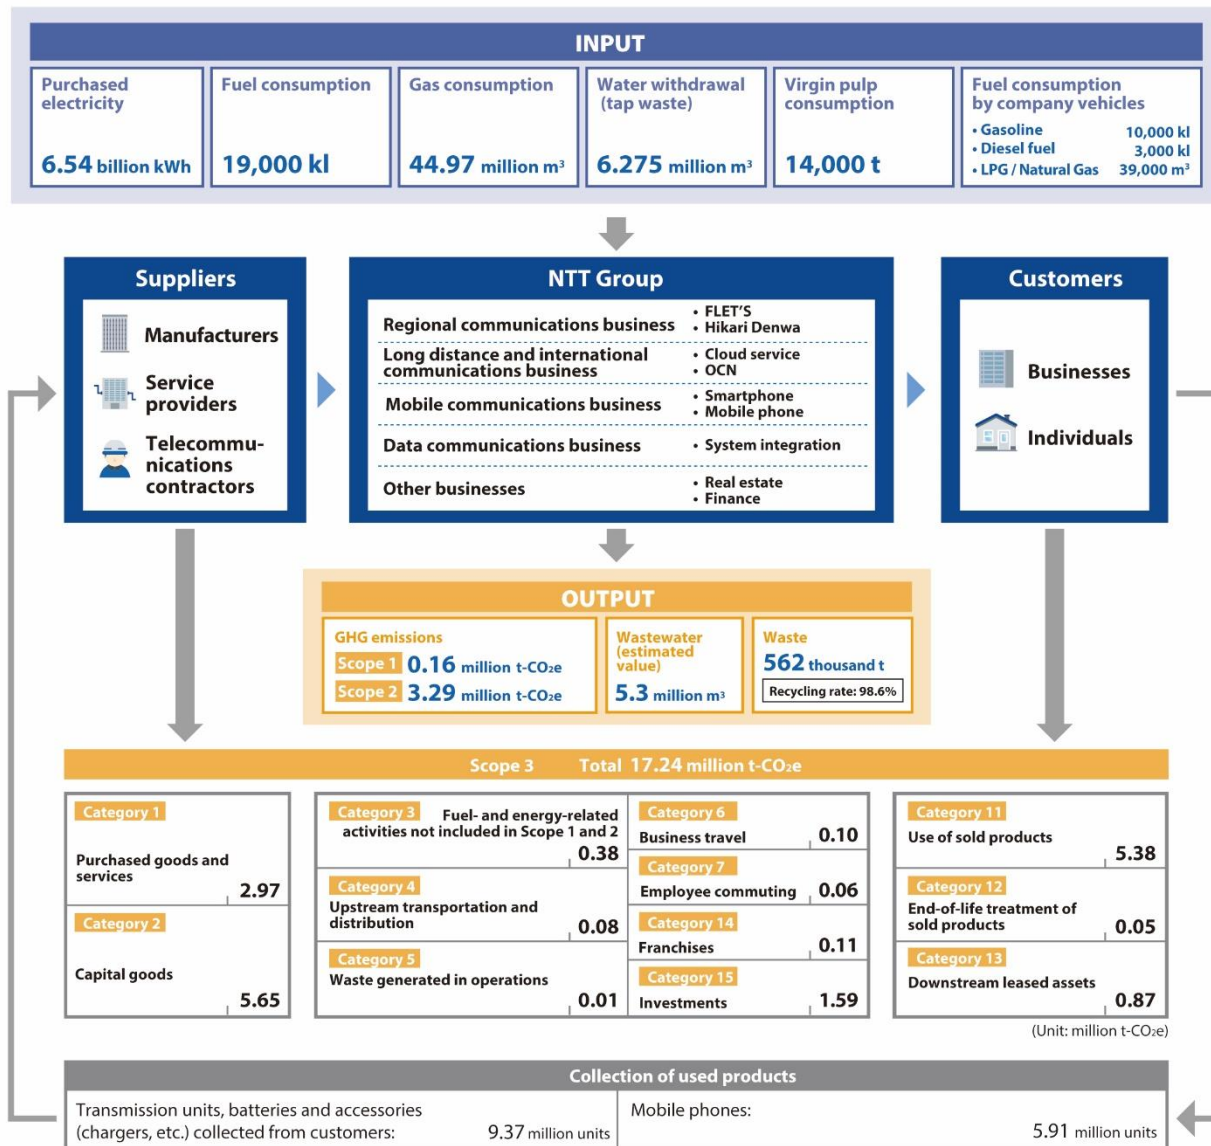 INPUT
Purchased
electricity
6.54 billion kWh
Fuel consumption
19,000 kl
Gas consumption
44.97 million m³
Water withdrawal
(tap waste)
6.275 million m³
Virgin pulp
consumption
14,000 t
Fuel consumption
by company vehicles
• Gasoline 10,000 kl
• Diesel fuel 3,000 kl
• LPG / Natural Gas 39,000 m³
Suppliers
Manufacturers
Service
providers
Telecommu-
nications
contractors
NTT Group
Regional communications business
• FLET'S
• Hikari Denwa
Long distance and international
communications business
• Cloud service
• OCN
Mobile communications business
• Smartphone
• Mobile phone
Data communications business
• System integration
Other businesses
• Real estate
• Finance
Customers
Businesses
Individuals
OUTPUT
GHG emissions
Scope 1 0.16 million t-CO₂e
Scope 2 3.29 million t-CO₂e
Wastewater
(estimated
value)
5.3 million m³
Waste
562 thousand t
Recycling rate: 98.6%
Scope 3 Total 17.24 million t-CO₂e
Category 1
Purchased goods and
services
2.97
Category 2
Capital goods
5.65
Category 3 Fuel- and energy-related
activities not included in Scope 1 and 2
0.38
Category 4
Upstream transportation and
distribution
0.08
Category 5
Waste generated in operations
0.01
Category 6
Business travel 0.10
Category 7
Employee commuting 0.06
Category 14
Franchises 0.11
Category 15
Investments 1.59
Category 11
Use of sold products
5.38
Category 12
End-of-life treatment of
sold products 0.05
Category 13
Downstream leased assets
0.87
(Unit: million t-CO₂e)
Collection of used products
Transmission units, batteries and accessories
(chargers, etc.) collected from customers: 9.37 million units
Mobile phones:
5.91 million units